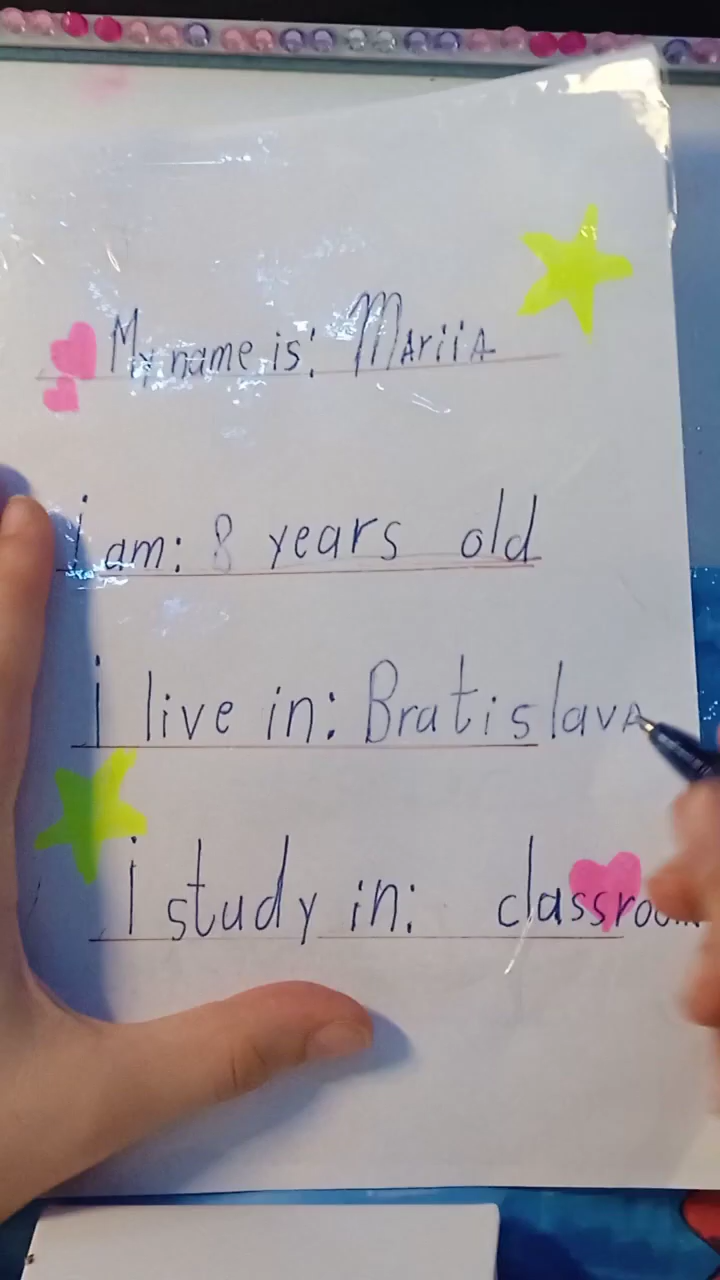 My name is: MAriiA
i am: 8 years old
i live in: BratislavA
i study in: classroom